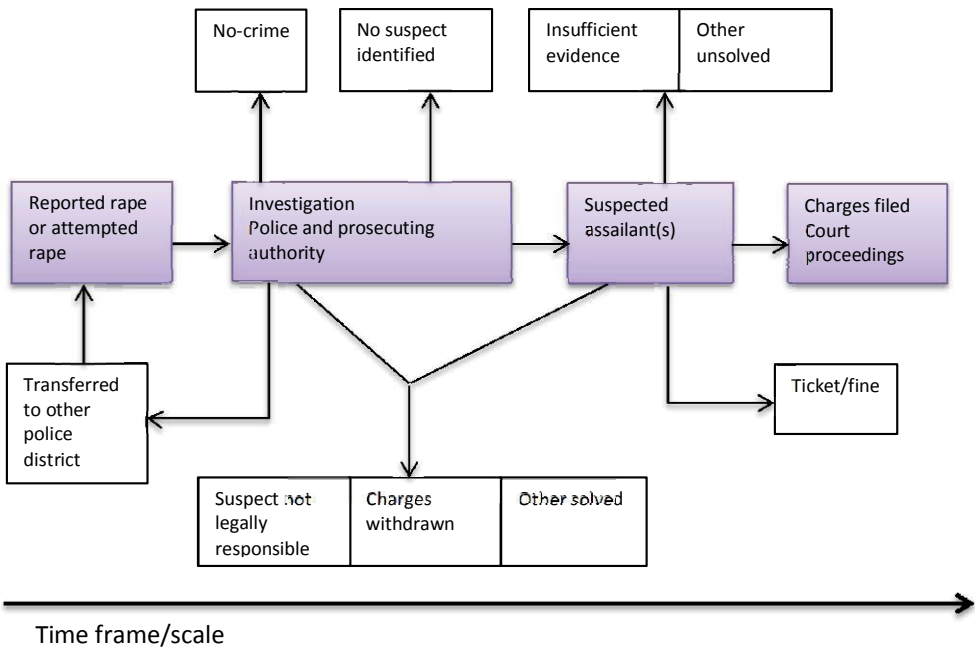 No-crime
No suspect
identified
Insufficient
evidence
Other
unsolved
Reported rape
or attempted
rape
Investigation
Police and prosecuting
authority
Suspected
assailant(s)
Charges filed
Court
proceedings
Transferred
to other
police
district
Ticket/fine
Suspect not
legally
responsible
Charges
withdrawn
Other solved
Time frame/scale